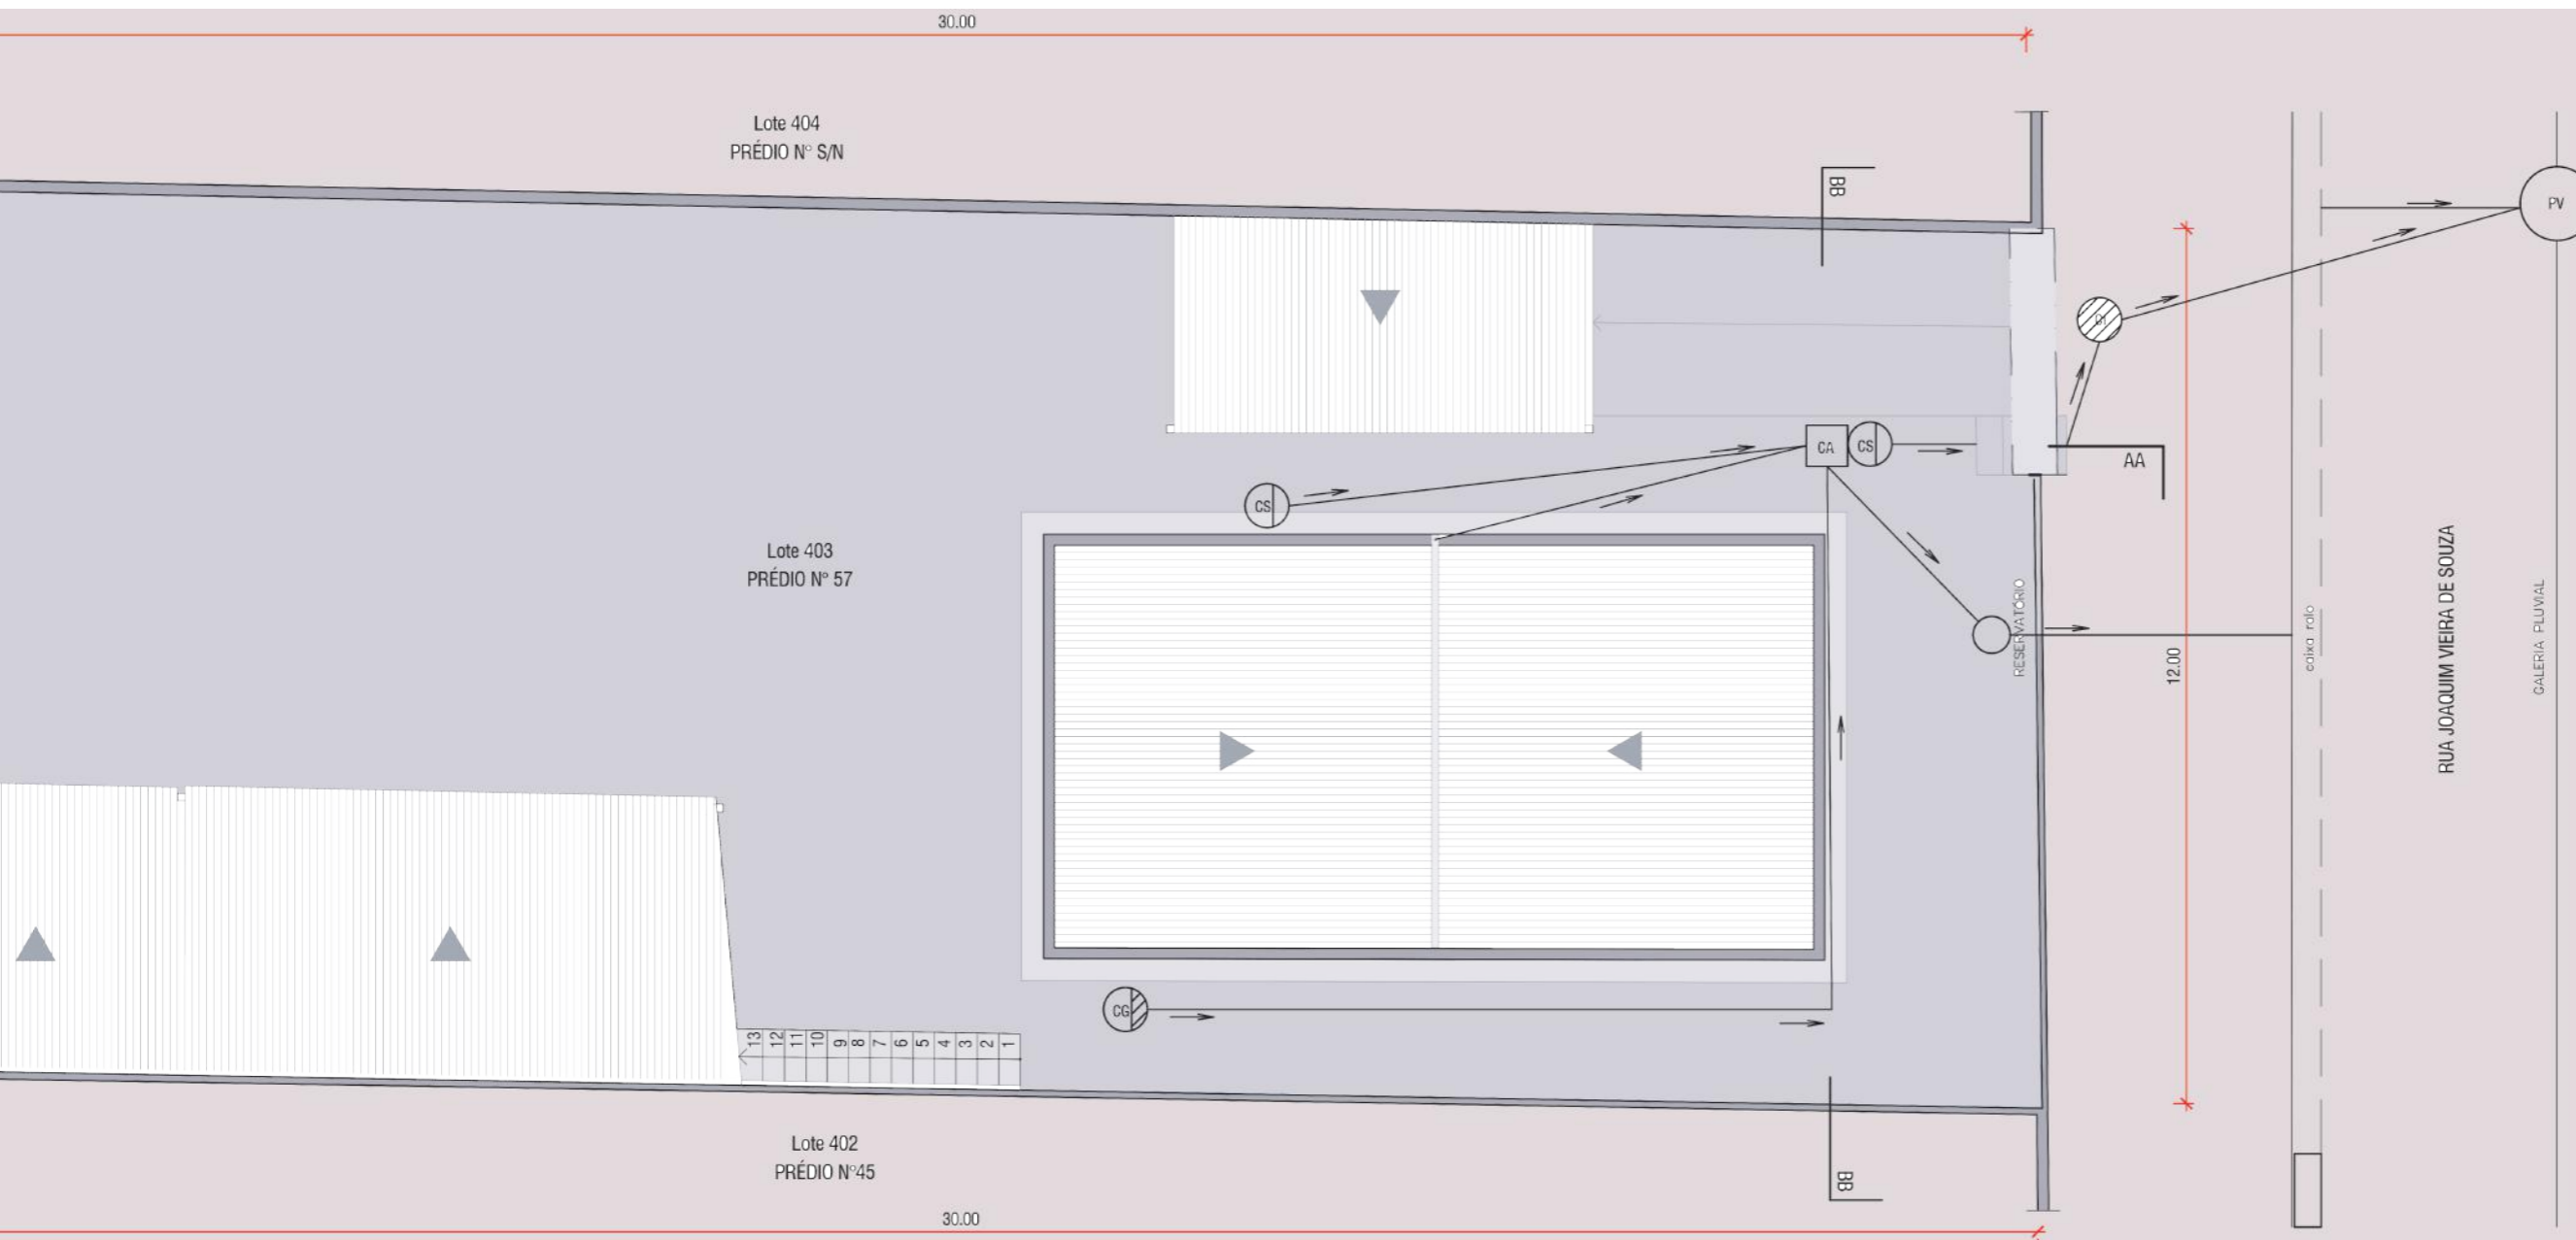 30.00
Lote 404
PRÉDIO N° S/N
BB
PV
CI
CA
CS
AA
CS
Lote 403
PRÉDIO N° 57
RESERVATÓRIO
12.00
caixa ralo
RUA JOAQUIM VIEIRA DE SOUZA
GALERIA PLUVIAL
CG
13
12
11
10
9
8
7
6
5
4
3
2
1
Lote 402
PRÉDIO N°45
BB
30.00